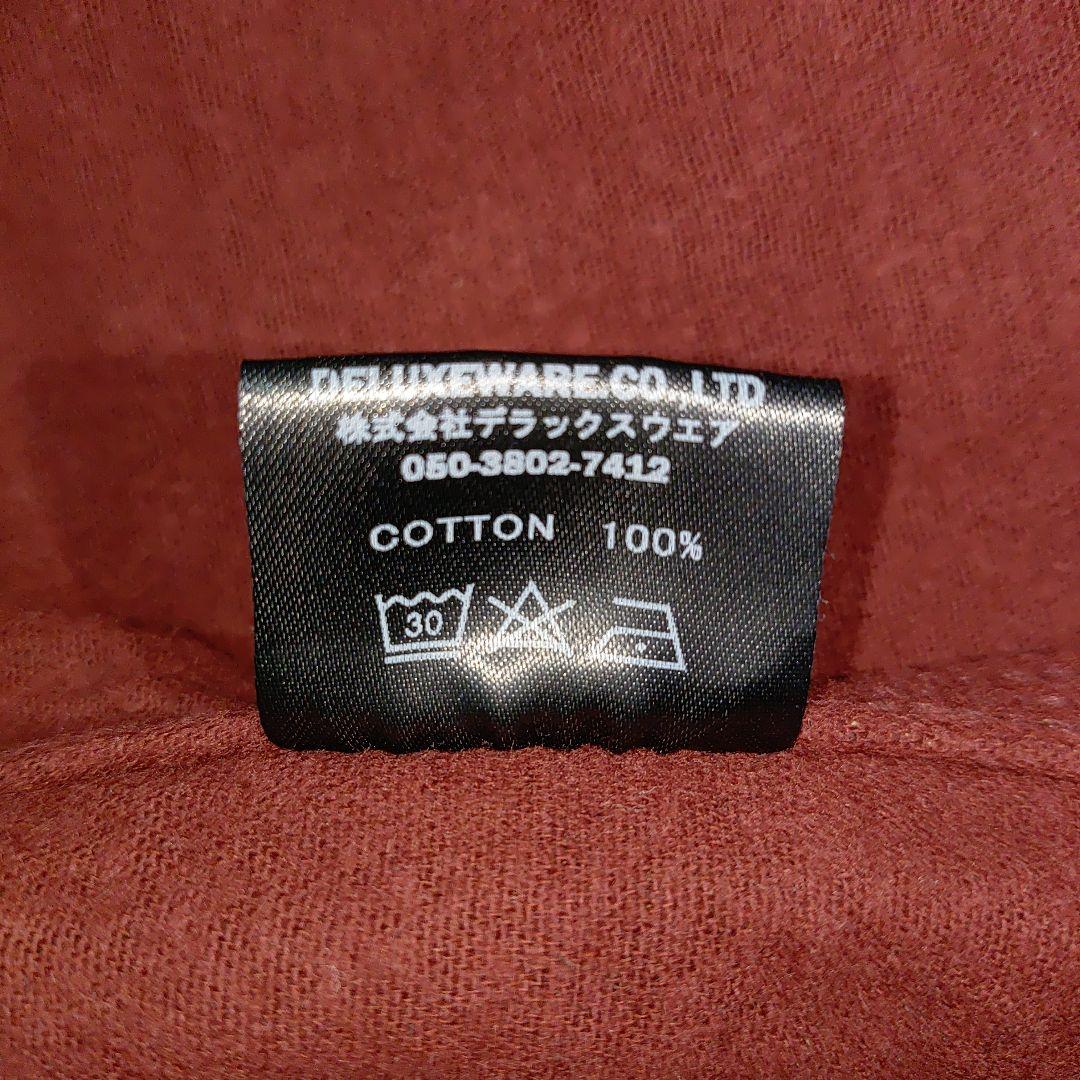 DELUXEWARE CO.,LTD
株式会社デラックスウエア
050-3802-7412
COTTON 100%
30